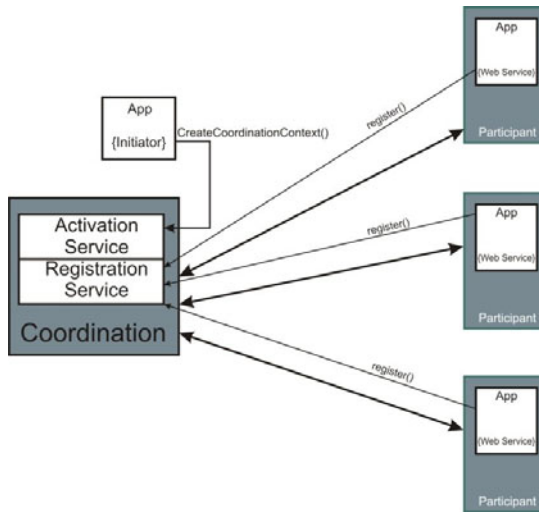 App
{Initiator}
CreateCoordinationContext()
Activation
Service
Registration
Service
Coordination
register()
App
{Web Service}
Participant
register()
App
{Web Service}
Participant
register()
App
{Web Service}
Participant